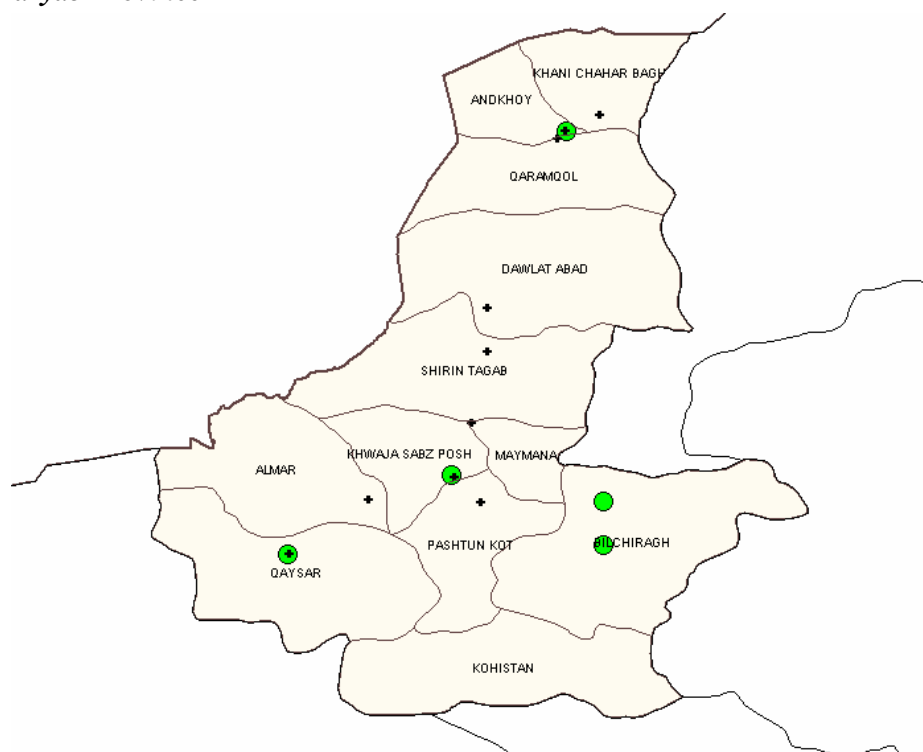 KHANI CHAHAR BAGH
ANDKHOY
QARAMQOL
DAWLAT ABAD
SHIRIN TAGAB
KHWAJA SABZ POSH
MAYMANA
ALMAR
PASHTUN KOT
BILCHIRAGH
QAYSAR
KOHISTAN